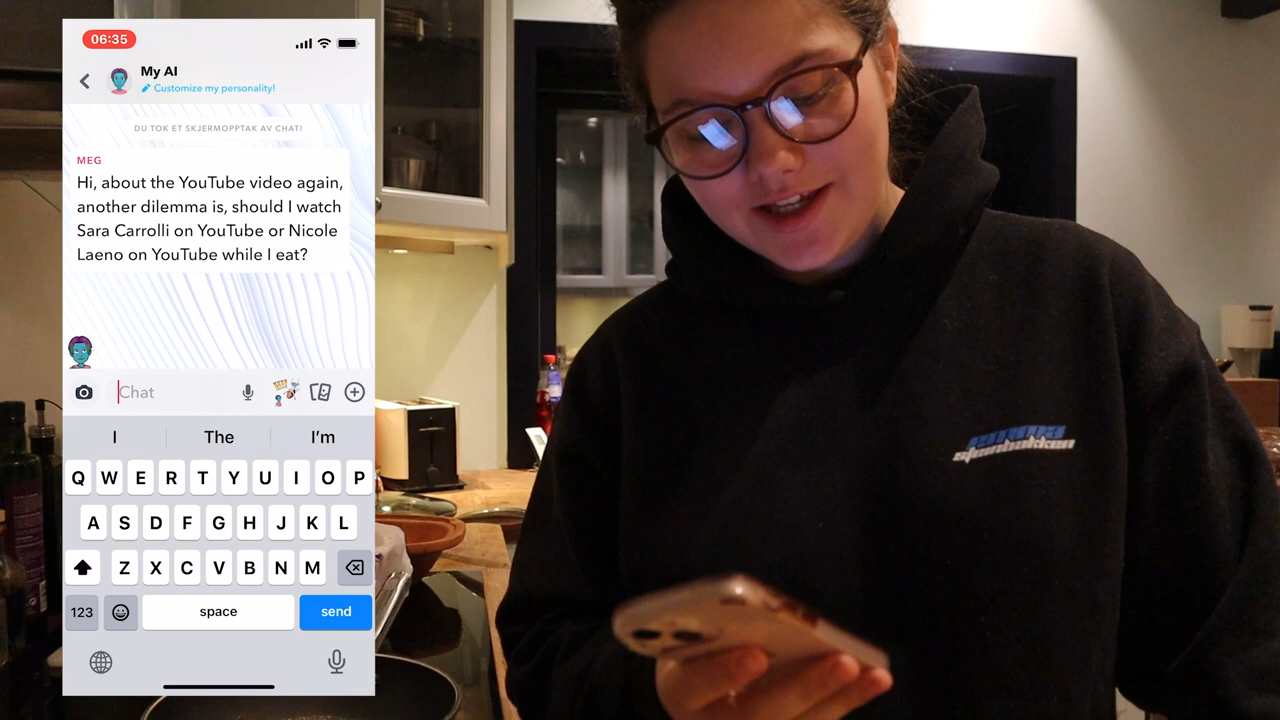 06:35
My AI
Customize my personality!
DU TOK ET SKJERMOPPTAK AV CHAT!
MEG
Hi, about the YouTube video again,
another dilemma is, should I watch
Sara Carrolli on YouTube or Nicole
Laeno on YouTube while I eat?
Chat
I The I'm
Q W E R T Y U I O P
A S D F G H J K L
Z X C V B N M
123 space send
steinbakken